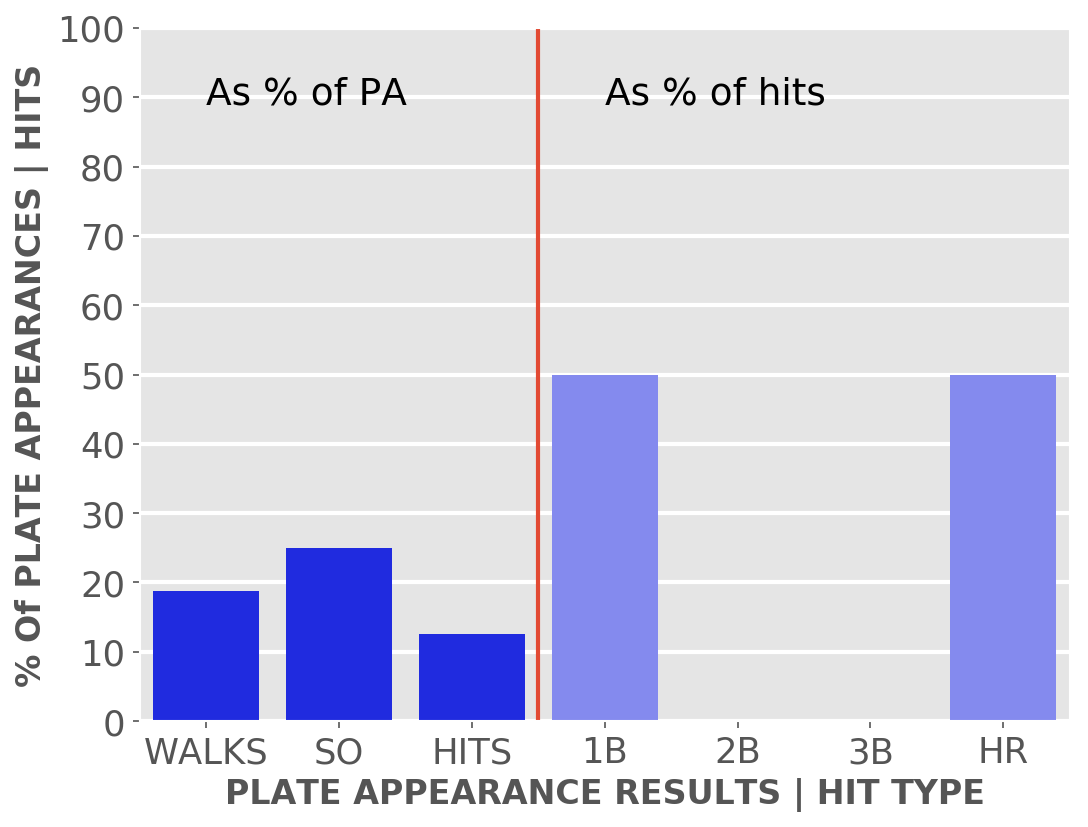 % Of PLATE APPEARANCES | HITS
100
90
80
70
60
50
40
30
20
10
0
As % of PA
As % of hits
WALKS SO HITS 1B 2B 3B HR
PLATE APPEARANCE RESULTS | HIT TYPE